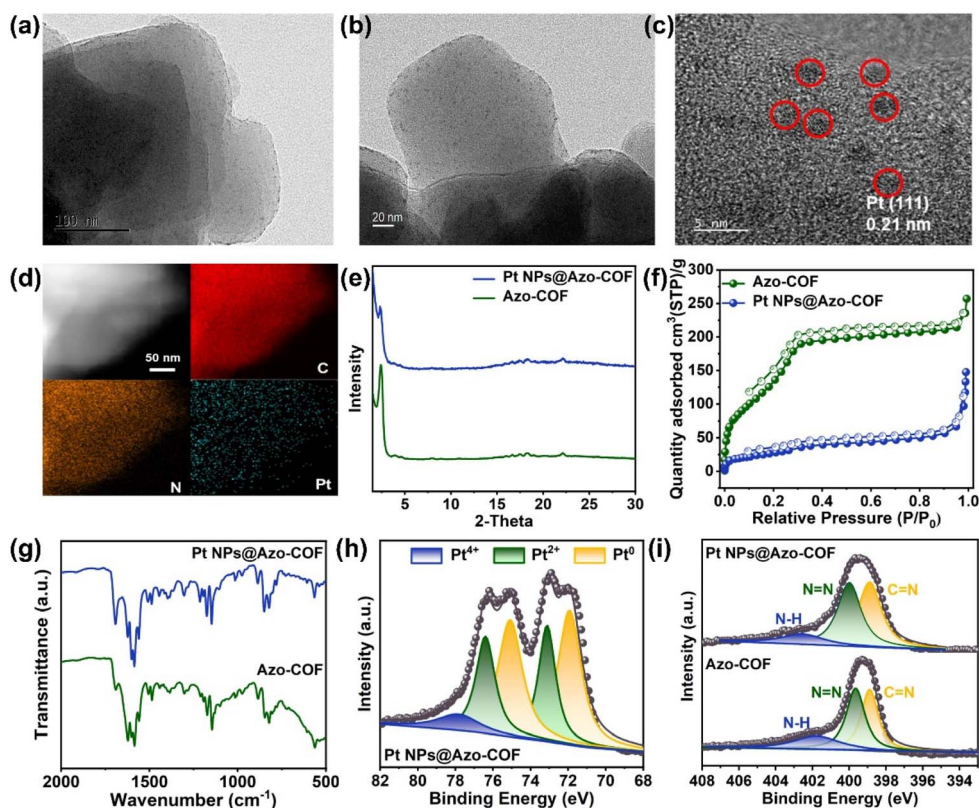 (a)
100 nm
(b)
20 nm
(c)
Pt (111)
0.21 nm
5 nm
(d)
50 nm
C
N
Pt
(e)
Pt NPs@Azo-COF
Azo-COF
Intensity
5 10 15 20 25 30
2-Theta
(f)
Azo-COF
Pt NPs@Azo-COF
Quantity adsorbed cm³(STP)/g
300
250
200
150
100
50
0
0.0 0.2 0.4 0.6 0.8 1.0
Relative Pressure (P/P₀)
(g)
Pt NPs@Azo-COF
Azo-COF
Transmittance (a.u.)
2000 1500 1000 500
Wavenumber (cm⁻¹)
(h)
Pt⁴⁺ Pt²⁺ Pt⁰
Intensity (a.u.)
Pt NPs@Azo-COF
82 80 78 76 74 72 70 68
Binding Energy (eV)
(i)
Pt NPs@Azo-COF
N=N
C=N
N-H
Azo-COF
N=N
C=N
N-H
Intensity (a.u.)
408 406 404 402 400 398 396 394
Binding Energy (eV)